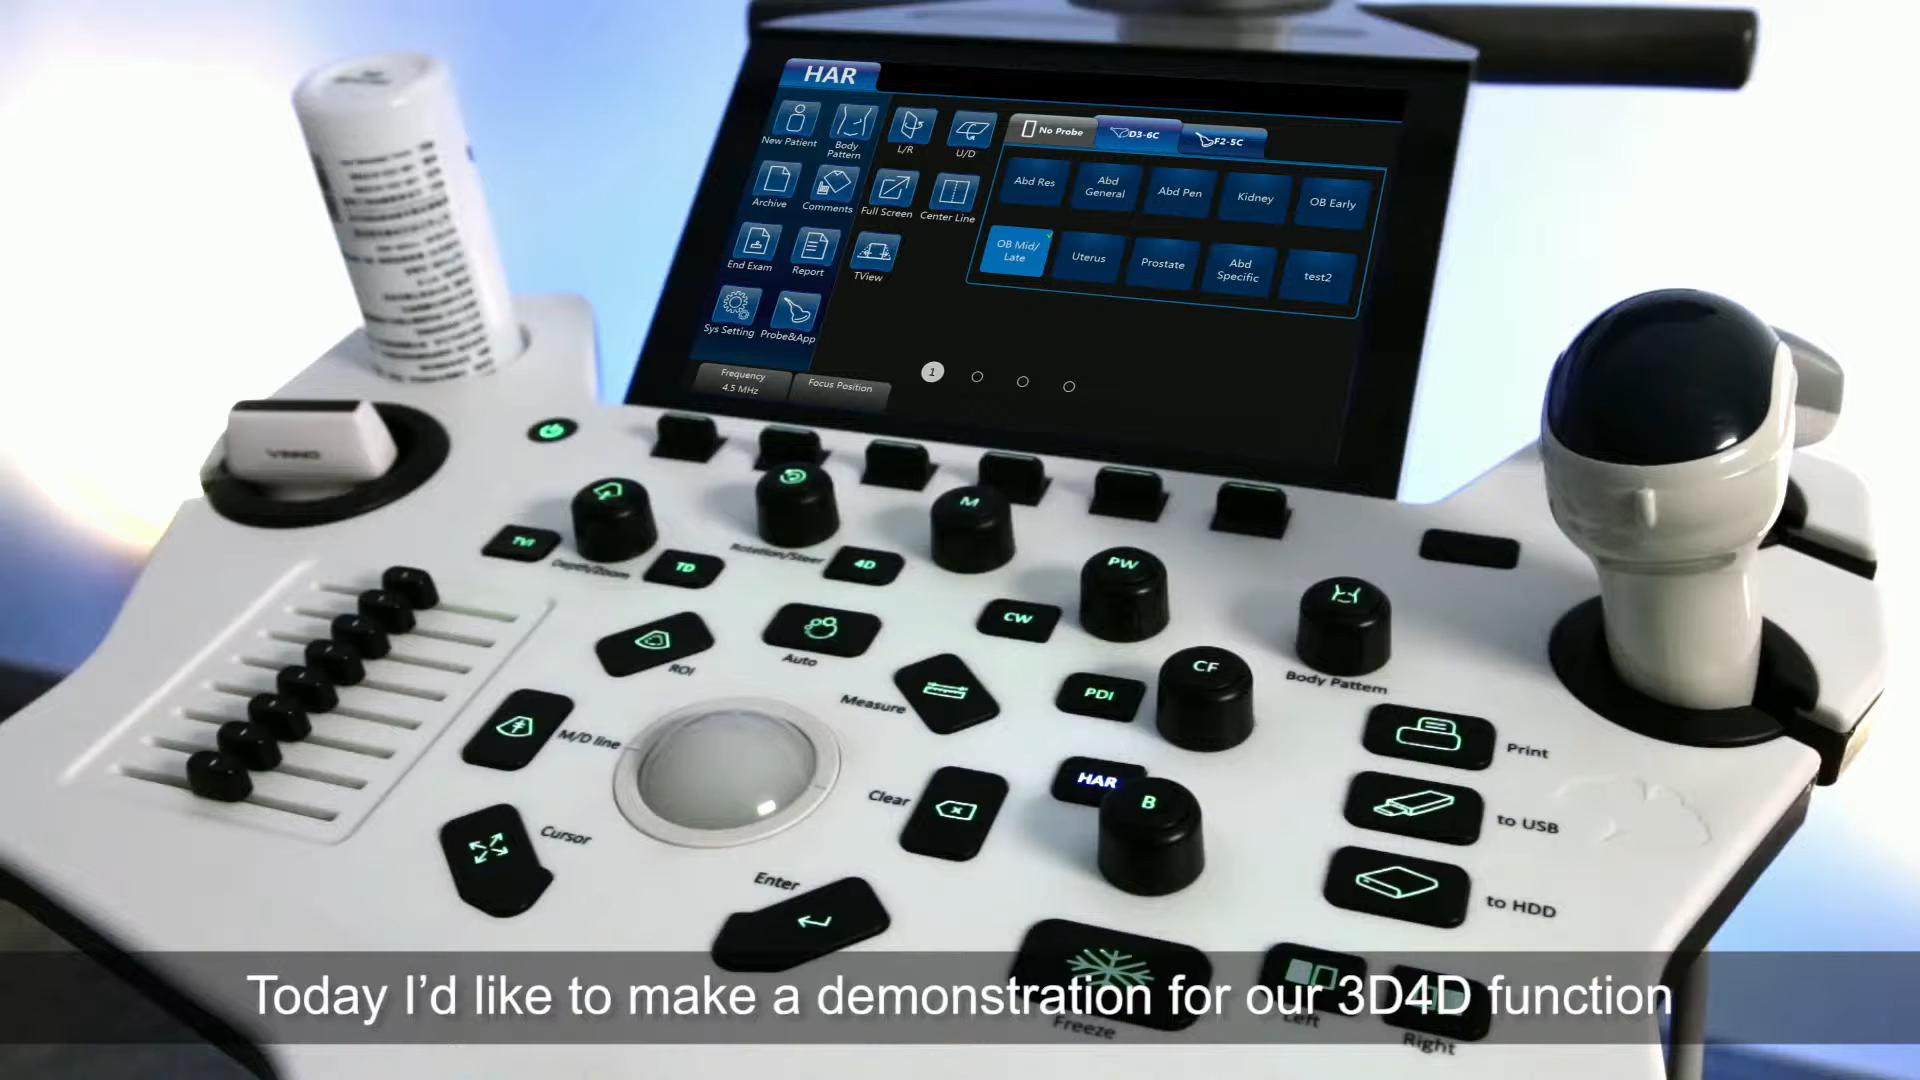 HAR
New Patient
Body
Pattern
L/R
U/D
No Probe
D3-6C
F2-5C
Archive
Comments
Full Screen
Center Line
Abd Res
Abd
General
Abd Pen
Kidney
OB Early
End Exam
Report
TView
OB Mid/
Late
Uterus
Prostate
Abd
Specific
test2
Sys Setting
Probe&App
Frequency
4.5 MHz
Focus Position
1
VINNO
M
TVI
Depth/Zoom
TD
Rotation/Steer
4D
PW
CW
ROI
Auto
Measure
PDI
CF
Body Pattern
M/D line
Print
Clear
HAR
B
to USB
Cursor
Enter
to HDD
Today I'd like to make a demonstration for our 3D4D function
Freeze
Left
Right